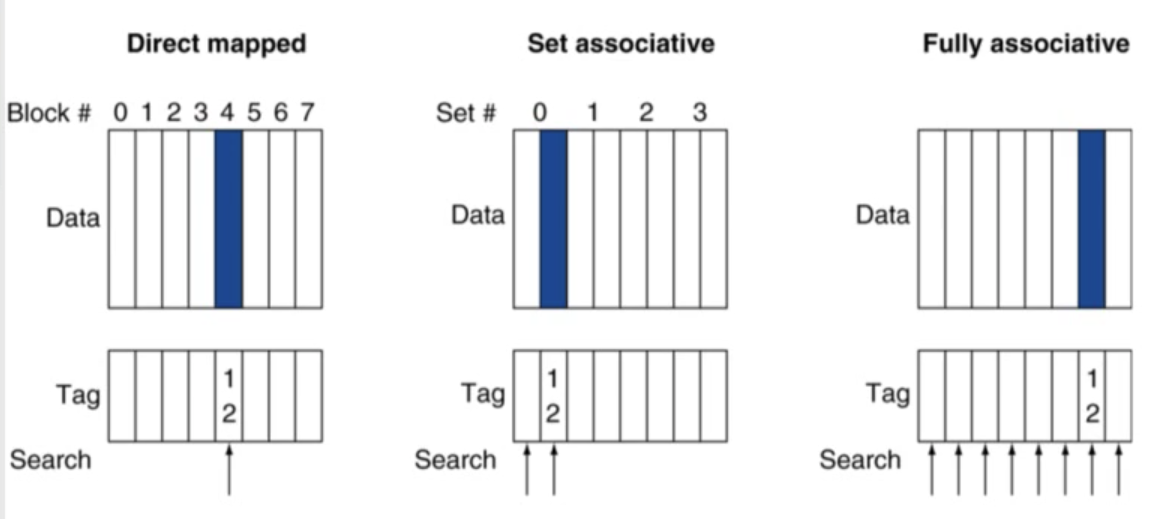 Direct mapped
Block # 0 1 2 3 4 5 6 7
Data
Tag
1
2
Search
Set associative
Set # 0 1 2 3
Data
Tag
1
2
Search
Fully associative
Data
Tag
1
2
Search